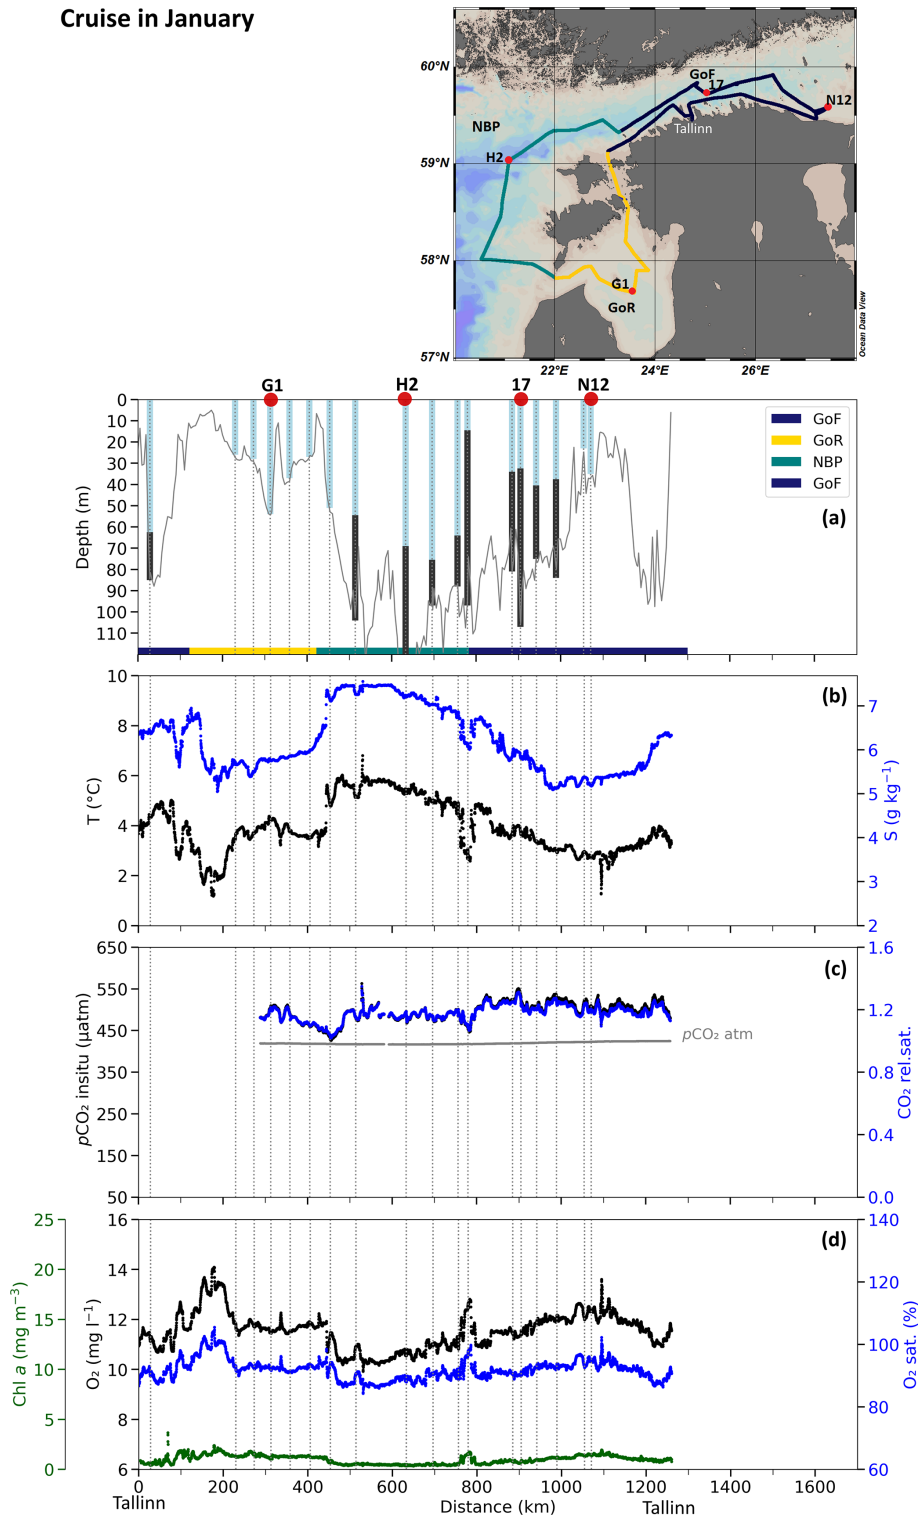 Cruise in January
60°N
59°N
58°N
57°N
GoF
17
N12
Tallinn
NBP
H2
G1
GoR
22°E
24°E
26°E
Ocean Data View
G1
H2
17
N12
0
10
20
30
40
50
60
70
80
90
100
110
Depth (m)
GoF
GoR
NBP
GoF
(a)
10
8
6
4
2
0
T (°C)
(b)
7
6
5
4
3
2
S (g kg⁻¹)
650
550
450
350
250
150
50
pCO₂ insitu (µatm)
(c)
pCO₂ atm
1.6
1.2
0.8
0.4
0.0
CO₂ rel.sat.
25
20
15
10
5
0
Chl a (mg m⁻³)
16
14
12
10
8
6
O₂ (mg l⁻¹)
(d)
140
120
100
80
60
O₂ sat. (%)
0 200 400 600 800 1000 1200 1400 1600
Tallinn Distance (km) Tallinn